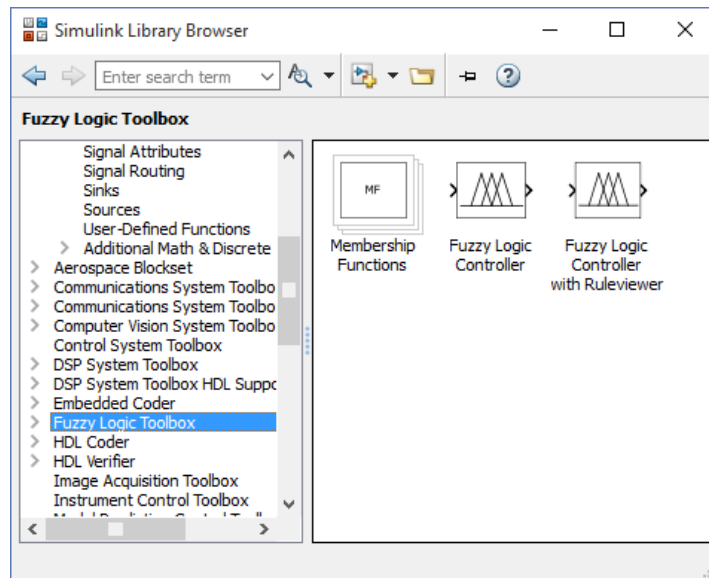 Simulink Library Browser
Enter search term
Fuzzy Logic Toolbox
Signal Attributes
Signal Routing
Sinks
Sources
User-Defined Functions
Additional Math & Discrete
Aerospace Blockset
Communications System Toolbo
Communications System Toolbo
Computer Vision System Toolbo
Control System Toolbox
DSP System Toolbox
DSP System Toolbox HDL Suppc
Embedded Coder
Fuzzy Logic Toolbox
HDL Coder
HDL Verifier
Image Acquisition Toolbox
Instrument Control Toolbox
MF
Membership
Functions
Fuzzy Logic
Controller
Fuzzy Logic
Controller
with Ruleviewer